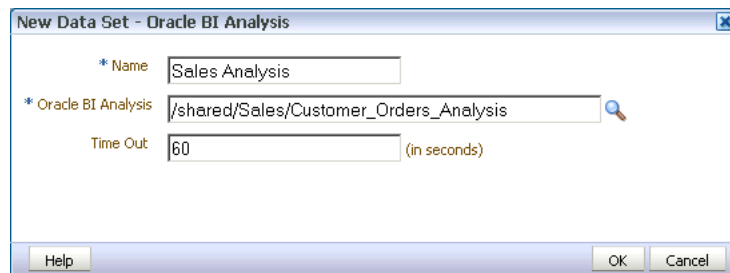 New Data Set - Oracle BI Analysis
* Name Sales Analysis
* Oracle BI Analysis /shared/Sales/Customer_Orders_Analysis
Time Out 60 (in seconds)
Help OK Cancel